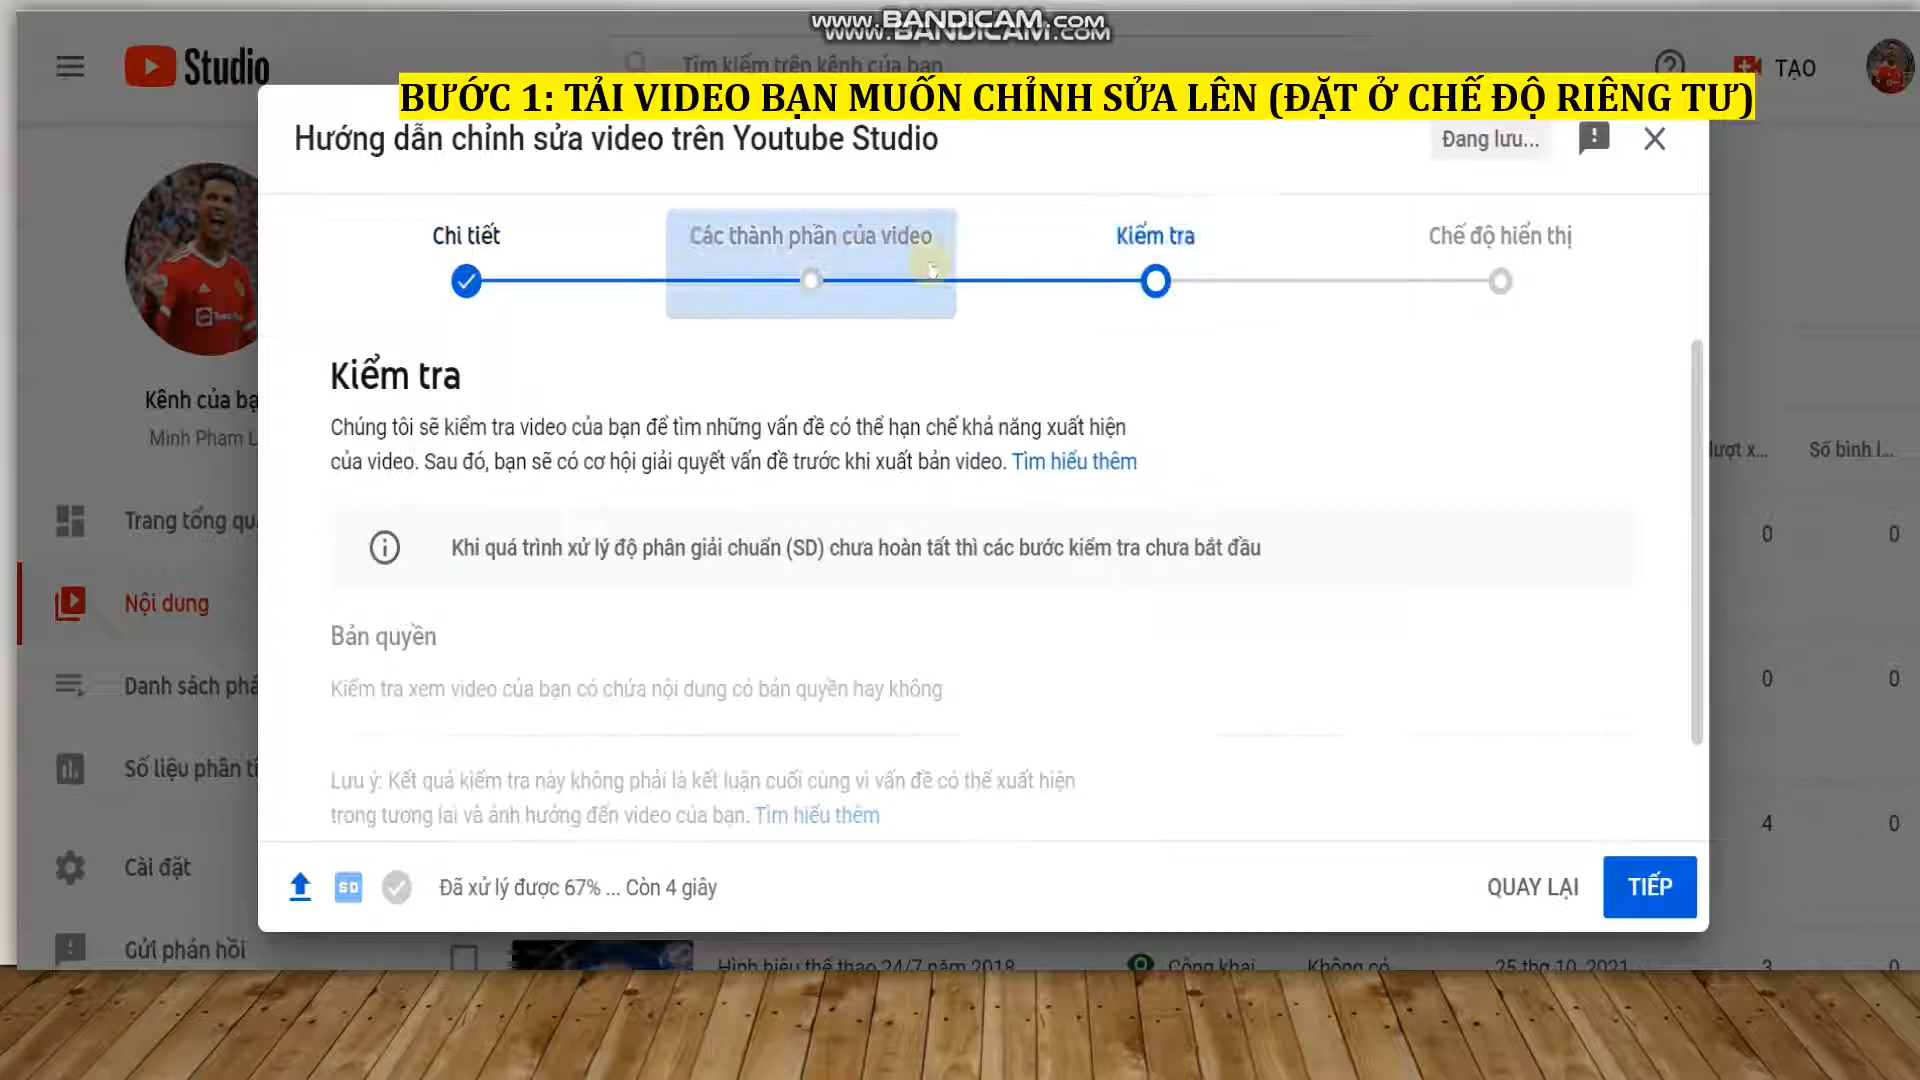 WWW.BANDICAM.COM
WWW.BANDICAM.COM
Studio
Tìm kiếm trên kênh của bạn
TẠO
BƯỚC 1: TẢI VIDEO BẠN MUỐN CHỈNH SỬA LÊN (ĐẶT Ở CHẾ ĐỘ RIÊNG TƯ)
Hướng dẫn chỉnh sửa video trên Youtube Studio
Đang lưu...
Chi tiết
Các thành phần của video
Kiểm tra
Chế độ hiển thị
Kiểm tra
Chúng tôi sẽ kiểm tra video của bạn để tìm những vấn đề có thể hạn chế khả năng xuất hiện
của video. Sau đó, bạn sẽ có cơ hội giải quyết vấn đề trước khi xuất bản video. Tìm hiểu thêm
Khi quá trình xử lý độ phân giải chuẩn (SD) chưa hoàn tất thì các bước kiểm tra chưa bắt đầu
Bản quyền
Kiểm tra xem video của bạn có chứa nội dung có bản quyền hay không
Lưu ý: Kết quả kiểm tra này không phải là kết luận cuối cùng vì vấn đề có thể xuất hiện
trong tương lai và ảnh hưởng đến video của bạn. Tìm hiểu thêm
SD
Đã xử lý được 67% ... Còn 4 giây
QUAY LẠI
TIẾP
Kênh của bạ
Minh Pham L
Trang tổng qu
Nội dung
Danh sách phá
Số liệu phân tí
Cài đặt
Gửi phản hồi
lượt x...
Số bình l...
0
0
0
0
4
0
Hình hiệu thể thao 24/7 năm 2018
Công khai
Không có
25 thg 10, 2021
3
0